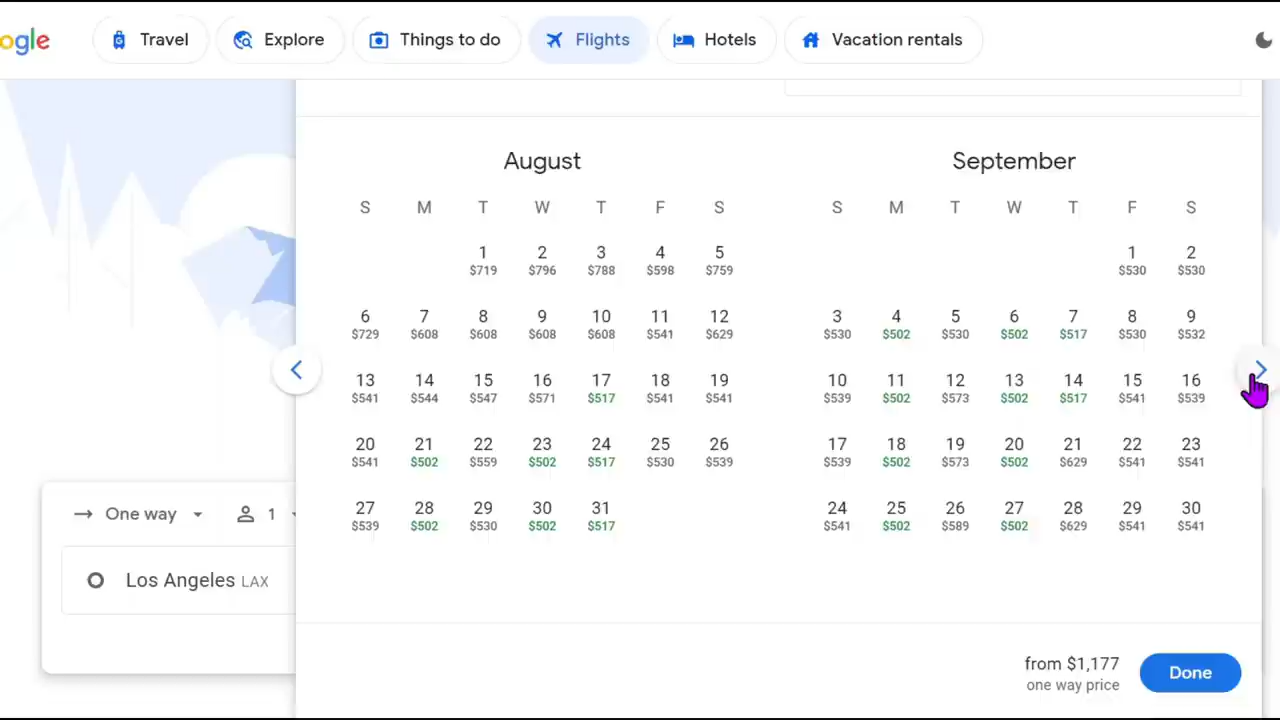 ogle Travel Explore Things to do Flights Hotels Vacation rentals
August
S M T W T F S
1 2 3 4 5
$719 $796 $788 $598 $759
6 7 8 9 10 11 12
$729 $608 $608 $608 $608 $541 $629
13 14 15 16 17 18 19
$541 $544 $547 $571 $517 $541 $541
20 21 22 23 24 25 26
$541 $502 $559 $502 $517 $530 $539
27 28 29 30 31
$539 $502 $530 $502 $517
September
S M T W T F S
1 2
$530 $530
3 4 5 6 7 8 9
$530 $502 $530 $502 $517 $530 $532
10 11 12 13 14 15 16
$539 $502 $573 $502 $517 $541 $539
17 18 19 20 21 22 23
$539 $502 $573 $502 $629 $541 $541
24 25 26 27 28 29 30
$541 $502 $589 $502 $629 $541 $541
One way 1
Los Angeles LAX
from $1,177
one way price
Done